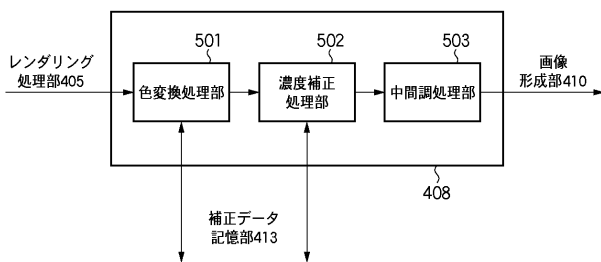 501
502
503
レンダリング
処理部405
色変換処理部
濃度補正
処理部
中間調処理部
画像
形成部410
408
補正データ
記憶部413